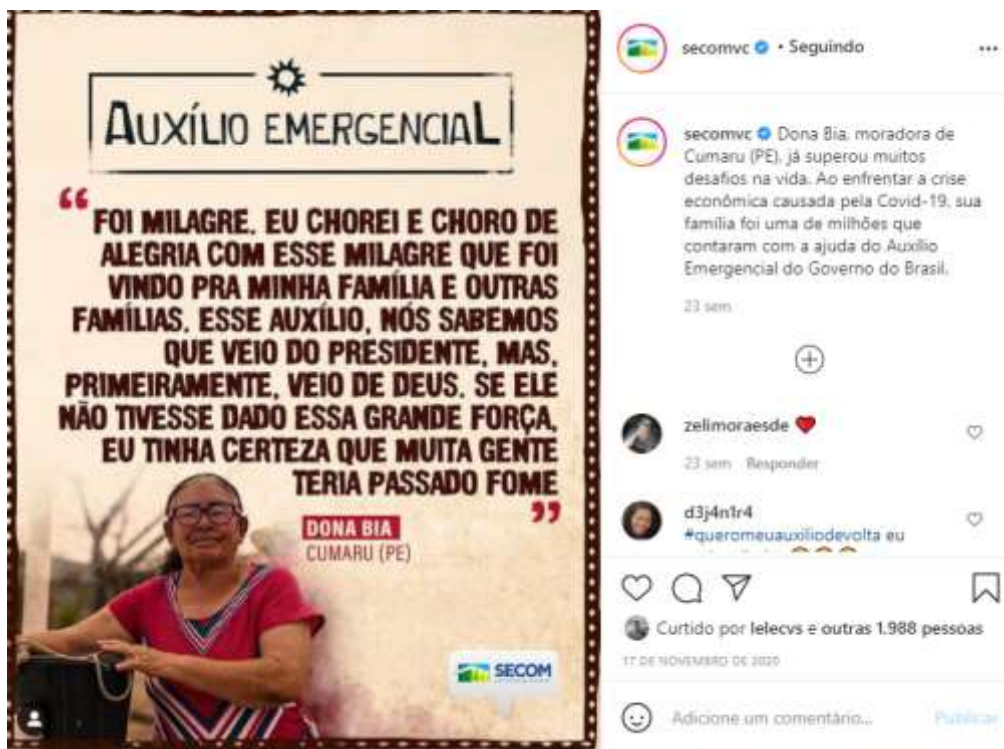 AUXÍLIO EMERGENCIAL
“FOI MILAGRE. EU CHOREI E CHORO DE
ALEGRIA COM ESSE MILAGRE QUE FOI
VINDO PRA MINHA FAMÍLIA E OUTRAS
FAMÍLIAS. ESSE AUXÍLIO, NÓS SABEMOS
QUE VEIO DO PRESIDENTE, MAS,
PRIMEIRAMENTE, VEIO DE DEUS. SE ELE
NÃO TIVESSE DADO ESSA GRANDE FORÇA,
EU TINHA CERTEZA QUE MUITA GENTE
TERIA PASSADO FOME”
DONA BIA
CUMARU (PE)
SECOM
secomvc • Seguindo
secomvc Dona Bia, moradora de
Cumaru (PE), já superou muitos
desafios na vida. Ao enfrentar a crise
econômica causada pela Covid-19, sua
família foi uma de milhões que
contaram com a ajuda do Auxílio
Emergencial do Governo do Brasil.
23 sem
zelimoraesde ❤️
23 sem Responder
d3j4n1r4
#queromeuauxiliodevolta eu
Curtido por lelecvs e outras 1.988 pessoas
17 DE NOVEMBRO DE 2020
Adicione um comentário... Publicar